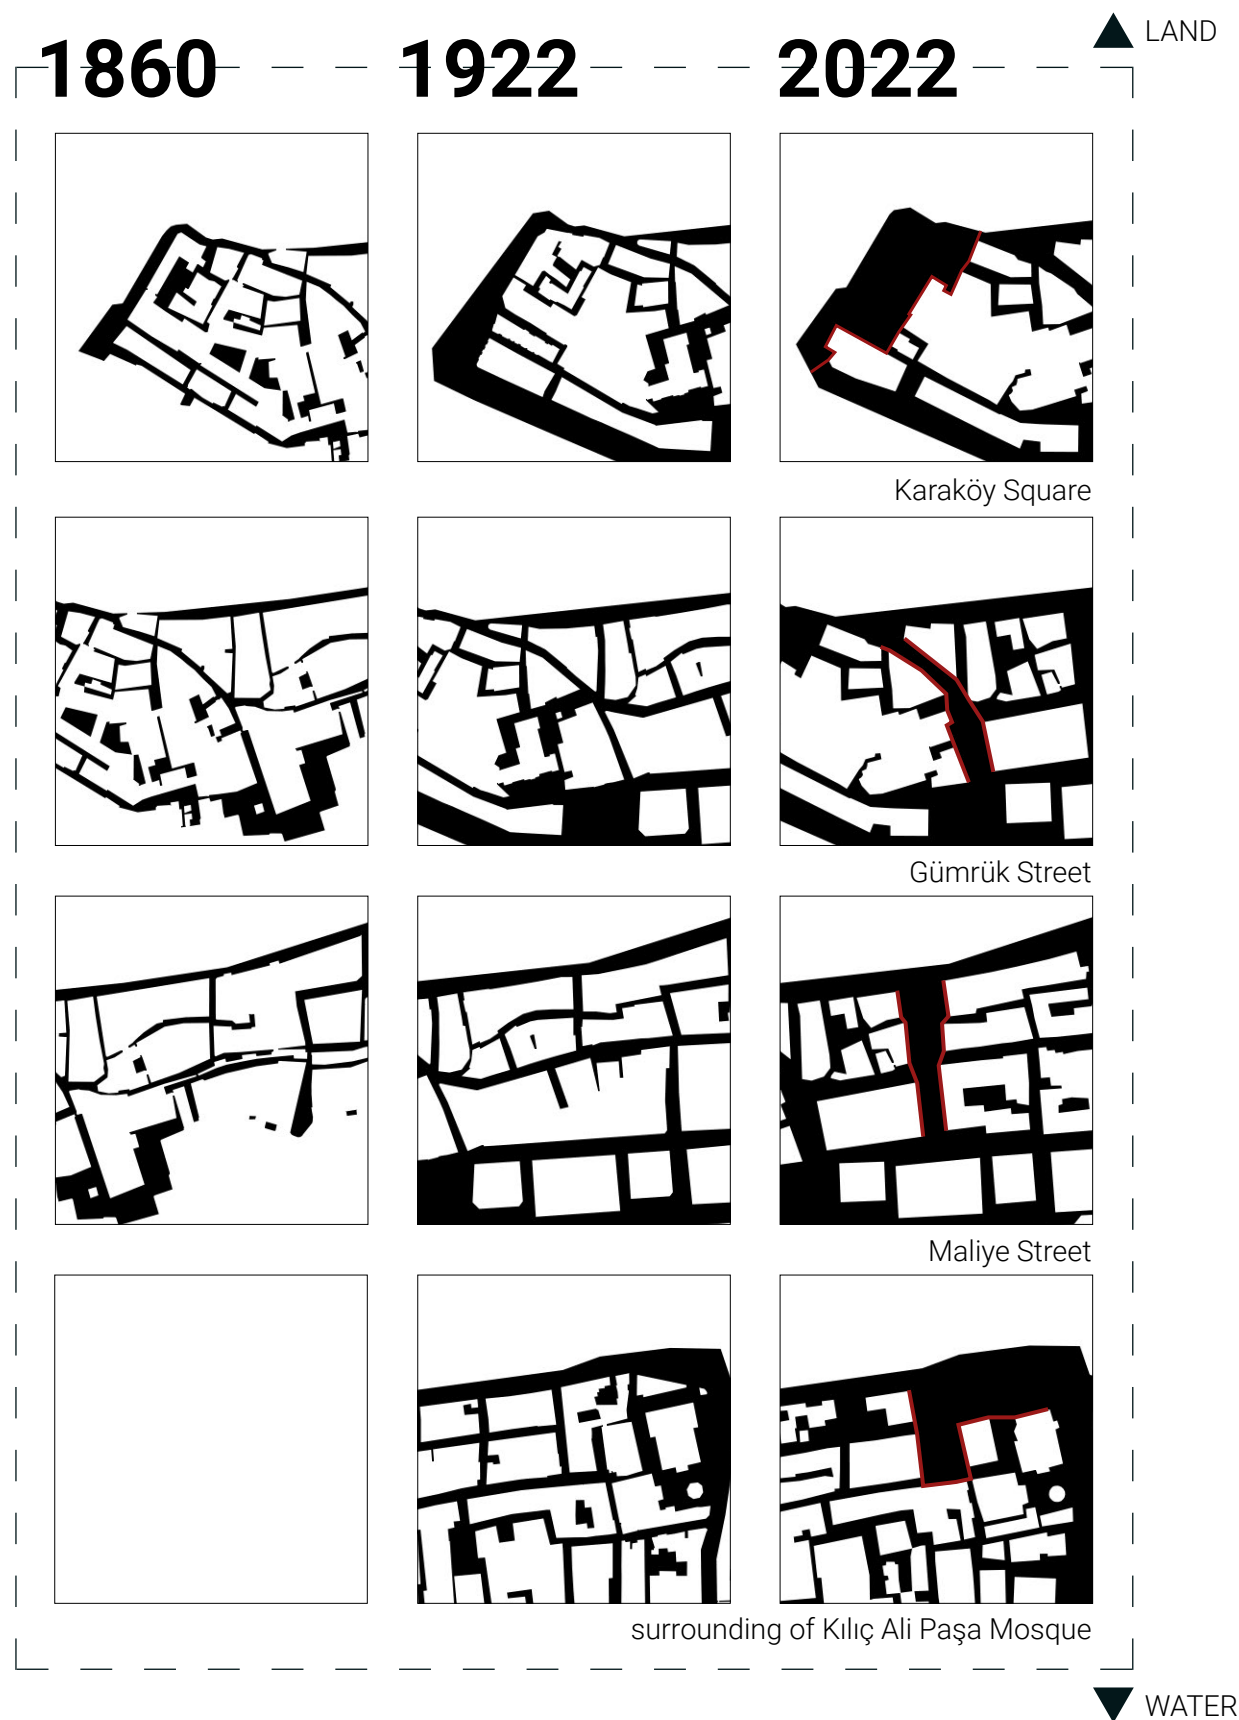 LAND
1860 1922 2022
Karaköy Square
Gümrük Street
Maliye Street
surrounding of Kılıç Ali Paşa Mosque
WATER